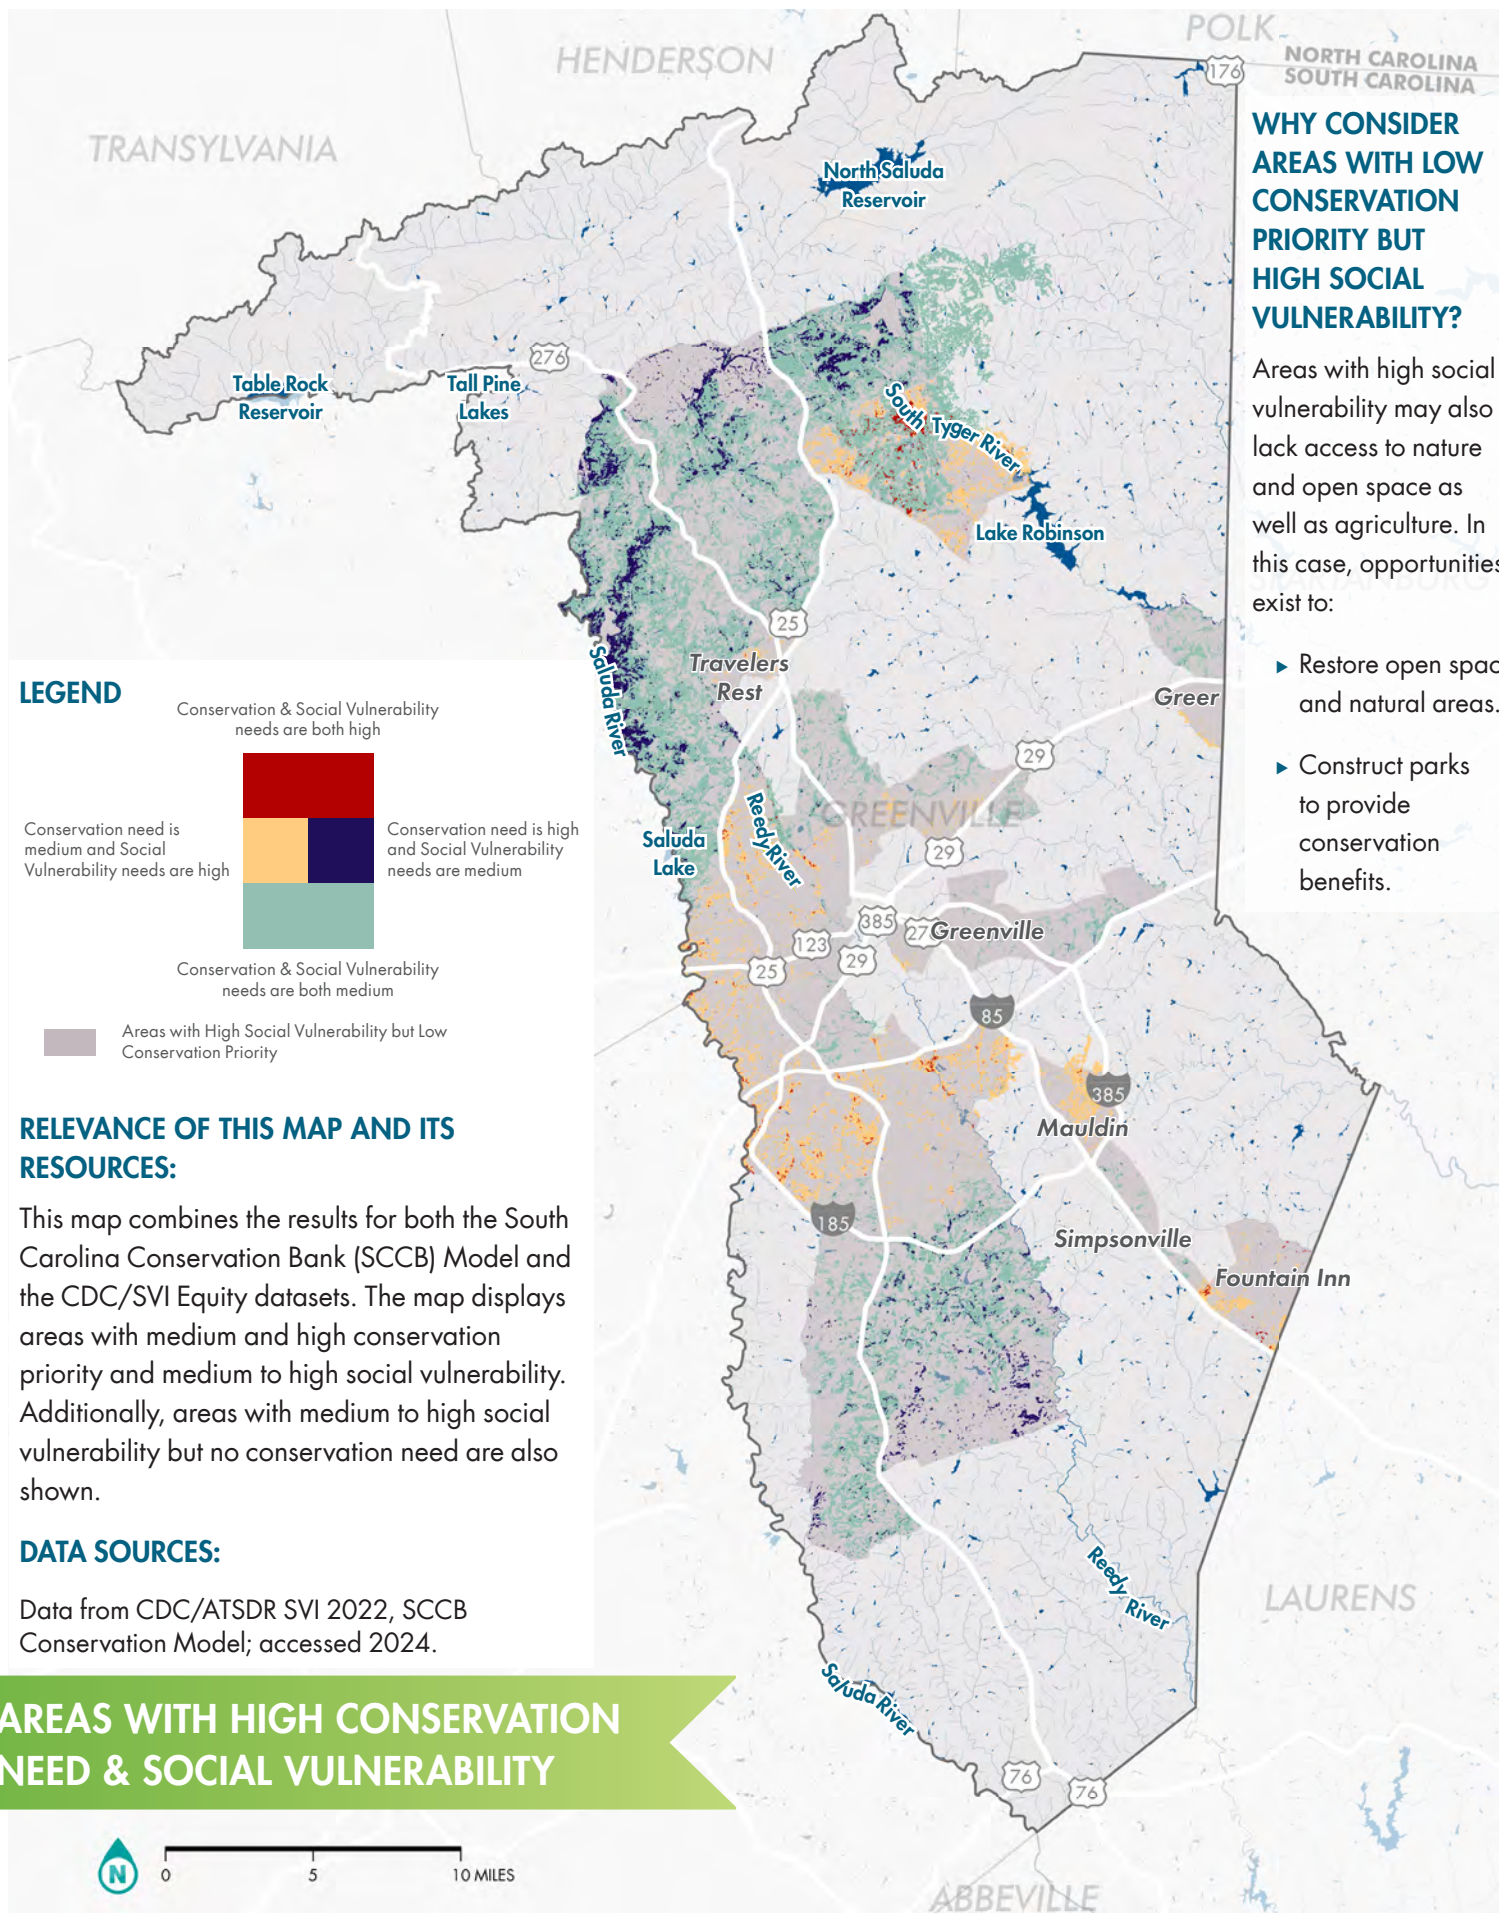 HENDERSON
POLK
NORTH CAROLINA
SOUTH CAROLINA
176
TRANSYLVANIA
North Saluda
Reservoir
276
Table Rock
Reservoir
Tall Pine
Lakes
South Tyger River
Lake Robinson
25
Travelers
Rest
Saluda River
Greer
29
GREENVILLE
Reedy River
Saluda
Lake
29
385
27
Greenville
123
29
25
85
385
Mauldin
185
Simpsonville
Fountain Inn
Reedy River
LAURENS
Saluda River
76
76
ABBEVILLE
SPARTANBURG
WHY CONSIDER
AREAS WITH LOW
CONSERVATION
PRIORITY BUT
HIGH SOCIAL
VULNERABILITY?
Areas with high social
vulnerability may also
lack access to nature
and open space as
well as agriculture. In
this case, opportunities
exist to:
▶ Restore open spac
and natural areas.
▶ Construct parks
to provide
conservation
benefits.
LEGEND
Conservation & Social Vulnerability
needs are both high
Conservation need is
medium and Social
Vulnerability needs are high
Conservation need is high
and Social Vulnerability
needs are medium
Conservation & Social Vulnerability
needs are both medium
Areas with High Social Vulnerability but Low
Conservation Priority
RELEVANCE OF THIS MAP AND ITS
RESOURCES:
This map combines the results for both the South
Carolina Conservation Bank (SCCB) Model and
the CDC/SVI Equity datasets. The map displays
areas with medium and high conservation
priority and medium to high social vulnerability.
Additionally, areas with medium to high social
vulnerability but no conservation need are also
shown.
DATA SOURCES:
Data from CDC/ATSDR SVI 2022, SCCB
Conservation Model; accessed 2024.
AREAS WITH HIGH CONSERVATION
NEED & SOCIAL VULNERABILITY
N
0 5 10 MILES